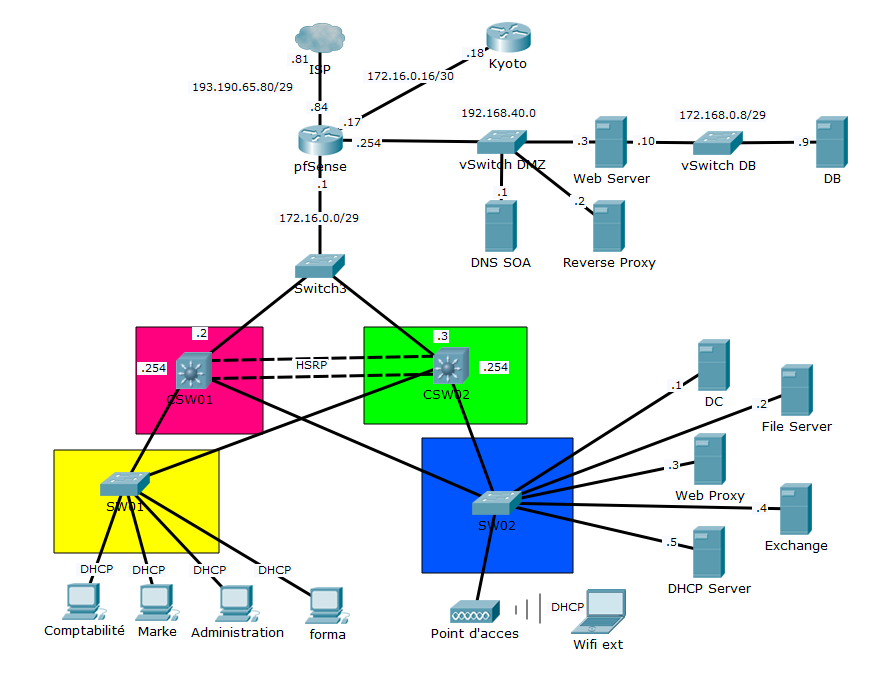 .81
ISP
.18
Kyoto
172.16.0.16/30
193.190.65.80/29
.84
.17
192.168.40.0
172.168.0.8/29
.254
pfSense
vSwitch DMZ
.3
Web Server
.10
vSwitch DB
.9
DB
.1
.1
.2
172.16.0.0/29
DNS SOA
Reverse Proxy
Switch3
.2
.3
.254
HSRP
.254
CSW01
CSW02
.1
DC
.2
File Server
.3
Web Proxy
SW01
SW02
.4
Exchange
.5
DHCP Server
DHCP
DHCP
DHCP
DHCP
Comptabilité
Marke
Administration
forma
Point d'acces
DHCP
Wifi ext